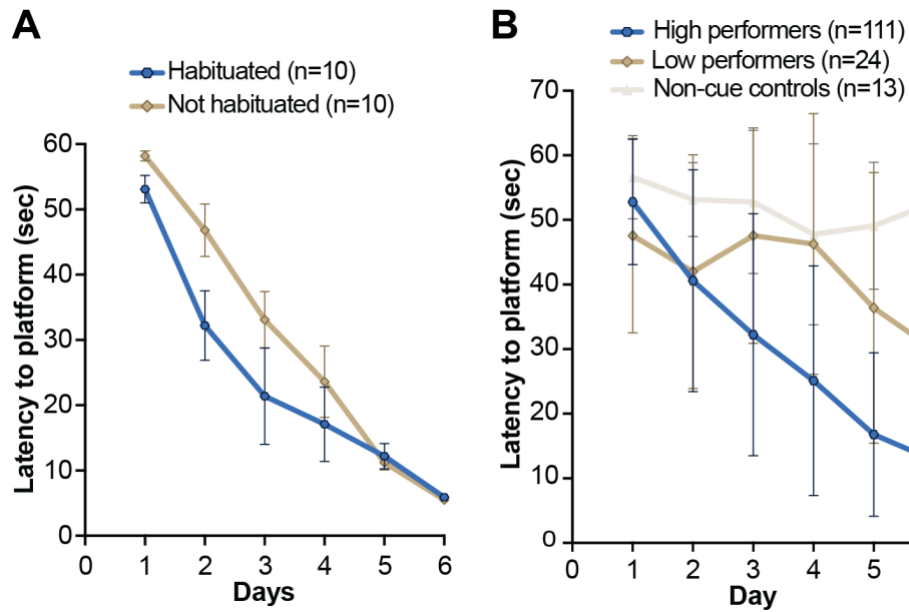 A
Habituated (n=10)
Not habituated (n=10)
Latency to platform (sec)
60
50
40
30
20
10
0
0 1 2 3 4 5 6
Days
B
High performers (n=111)
Low performers (n=24)
Non-cue controls (n=13)
Latency to platform (sec)
70
60
50
40
30
20
10
0
0 1 2 3 4 5
Day